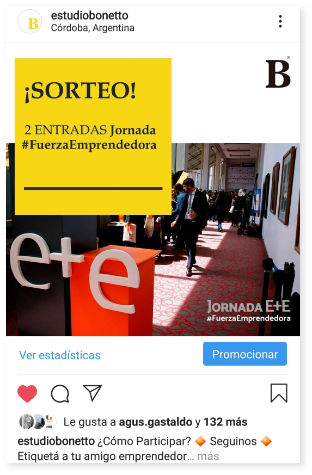 estudiobonetto
Córdoba, Argentina
B
B
¡SORTEO!
2 ENTRADAS Jornada
#FuerzaEmprendedora
e+e
JORNADA E+E
#FuerzaEmprendedora
Ver estadísticas
Promocionar
Le gusta a agus.gastaldo y 132 más
estudiobonetto ¿Cómo Participar? 🔸 Seguinos 🔸
Etiquetá a tu amigo emprendedor... más